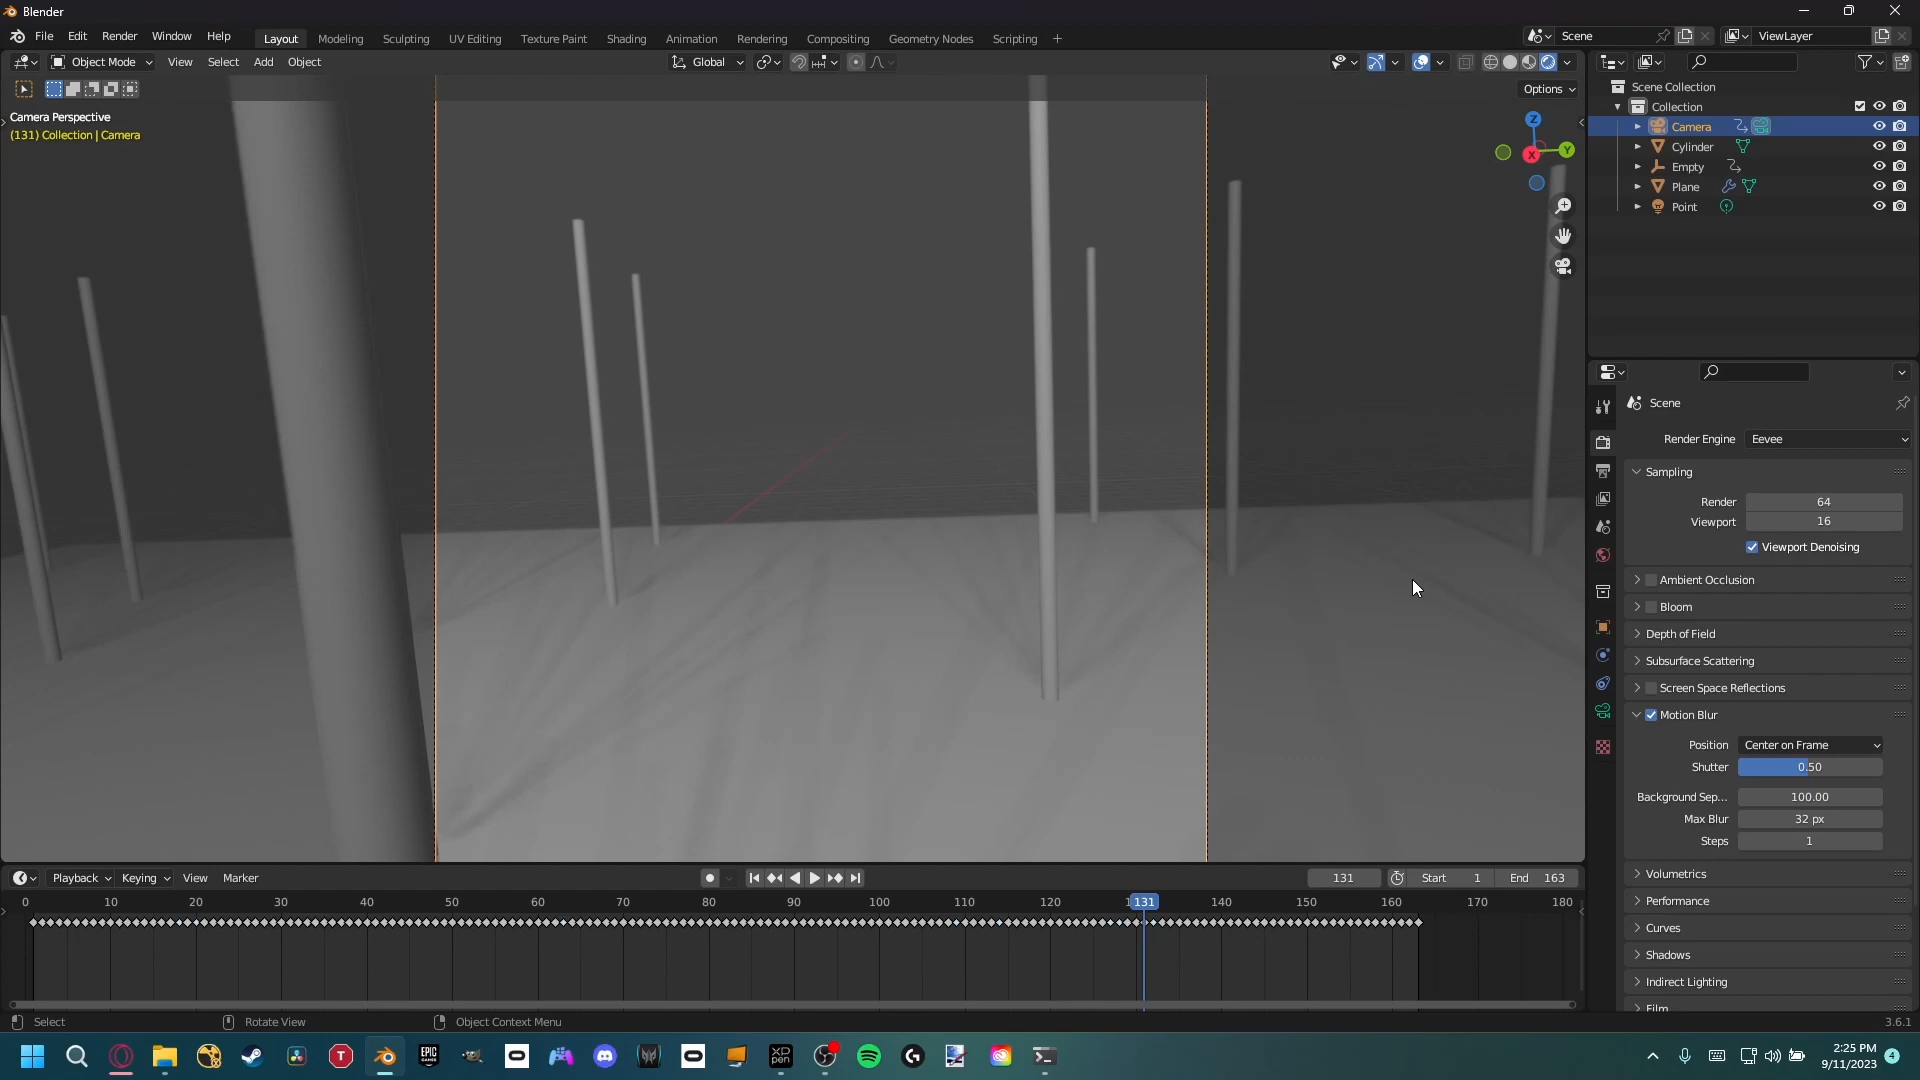 Blender
File Edit Render Window Help Layout Modeling Sculpting UV Editing Texture Paint Shading Animation Rendering Compositing Geometry Nodes Scripting + Scene ViewLayer
Object Mode View Select Add Object Global
Options
Camera Perspective
(131) Collection | Camera
Z
Y
X
Scene Collection
Collection
Camera
Cylinder
Empty
Plane
Point
Scene
Render Engine Eevee
Sampling
Render 64
Viewport 16
Viewport Denoising
Ambient Occlusion
Bloom
Depth of Field
Subsurface Scattering
Screen Space Reflections
Motion Blur
Position Center on Frame
Shutter 0.50
Background Sep... 100.00
Max Blur 32 px
Steps 1
Volumetrics
Performance
Curves
Shadows
Indirect Lighting
Film
Playback Keying View Marker 131 Start 1 End 163
0 10 20 30 40 50 60 70 80 90 100 110 120 131 140 150 160 170 180
Select Rotate View Object Context Menu 3.6.1
T
EPIC GAMES
XP PEN
G
2:25 PM
9/11/2023
4